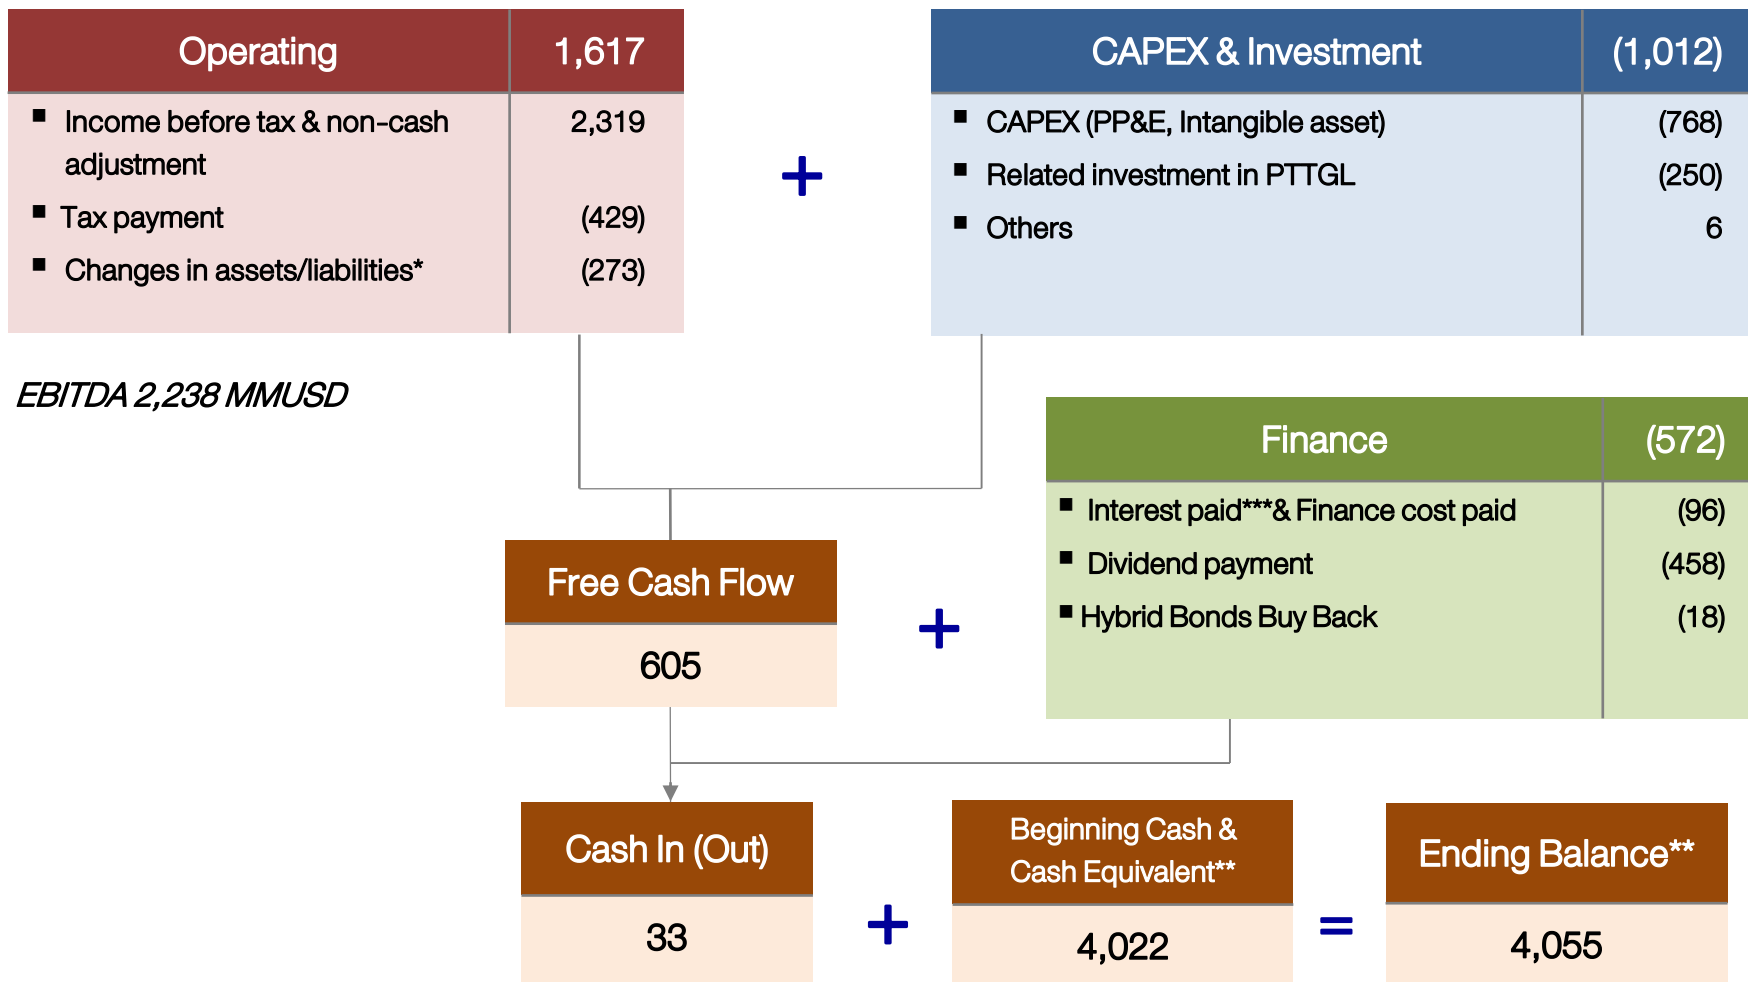 Operating 1,617
Income before tax & non-cash 2,319
adjustment
Tax payment (429)
Changes in assets/liabilities* (273)
+
CAPEX & Investment (1,012)
CAPEX (PP&E, Intangible asset) (768)
Related investment in PTTGL (250)
Others 6
EBITDA 2,238 MMUSD
Finance (572)
Interest paid***& Finance cost paid (96)
Dividend payment (458)
Hybrid Bonds Buy Back (18)
Free Cash Flow
605
+
Cash In (Out)
33
+
Beginning Cash &
Cash Equivalent**
4,022
=
Ending Balance**
4,055